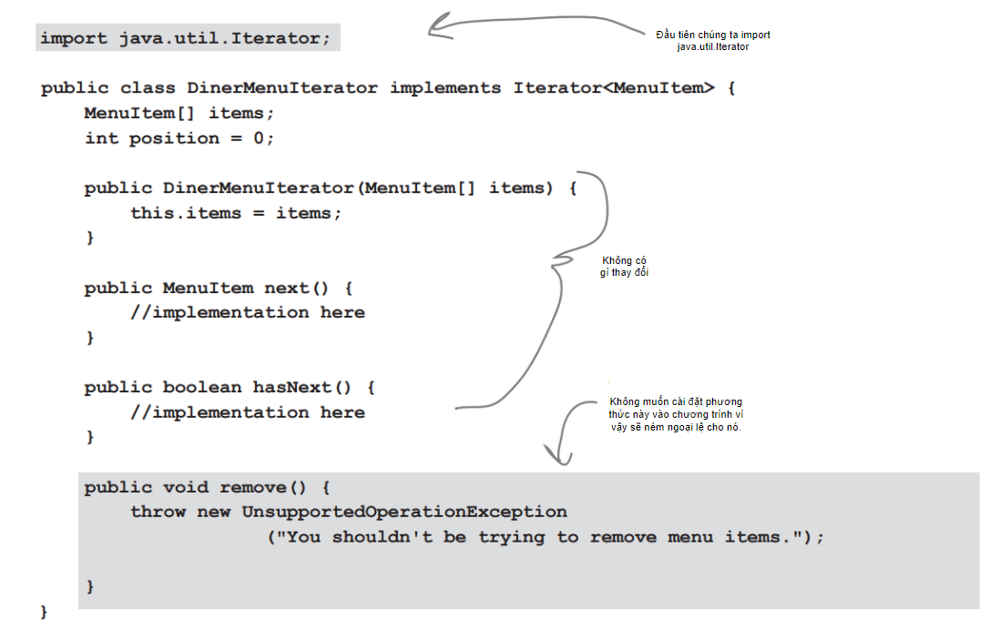 import java.util.Iterator;
Đầu tiên chúng ta import
java.util.Iterator
public class DinerMenuIterator implements Iterator<MenuItem> {
MenuItem[] items;
int position = 0;
public DinerMenuIterator(MenuItem[] items) {
this.items = items;
}
Không có
gì thay đổi
public MenuItem next() {
//implementation here
}
public boolean hasNext() {
//implementation here
}
Không muốn cài đặt phương
thức này vào chương trình vì
vậy sẽ ném ngoại lệ cho nó.
public void remove() {
throw new UnsupportedOperationException
("You shouldn't be trying to remove menu items.");
}
}